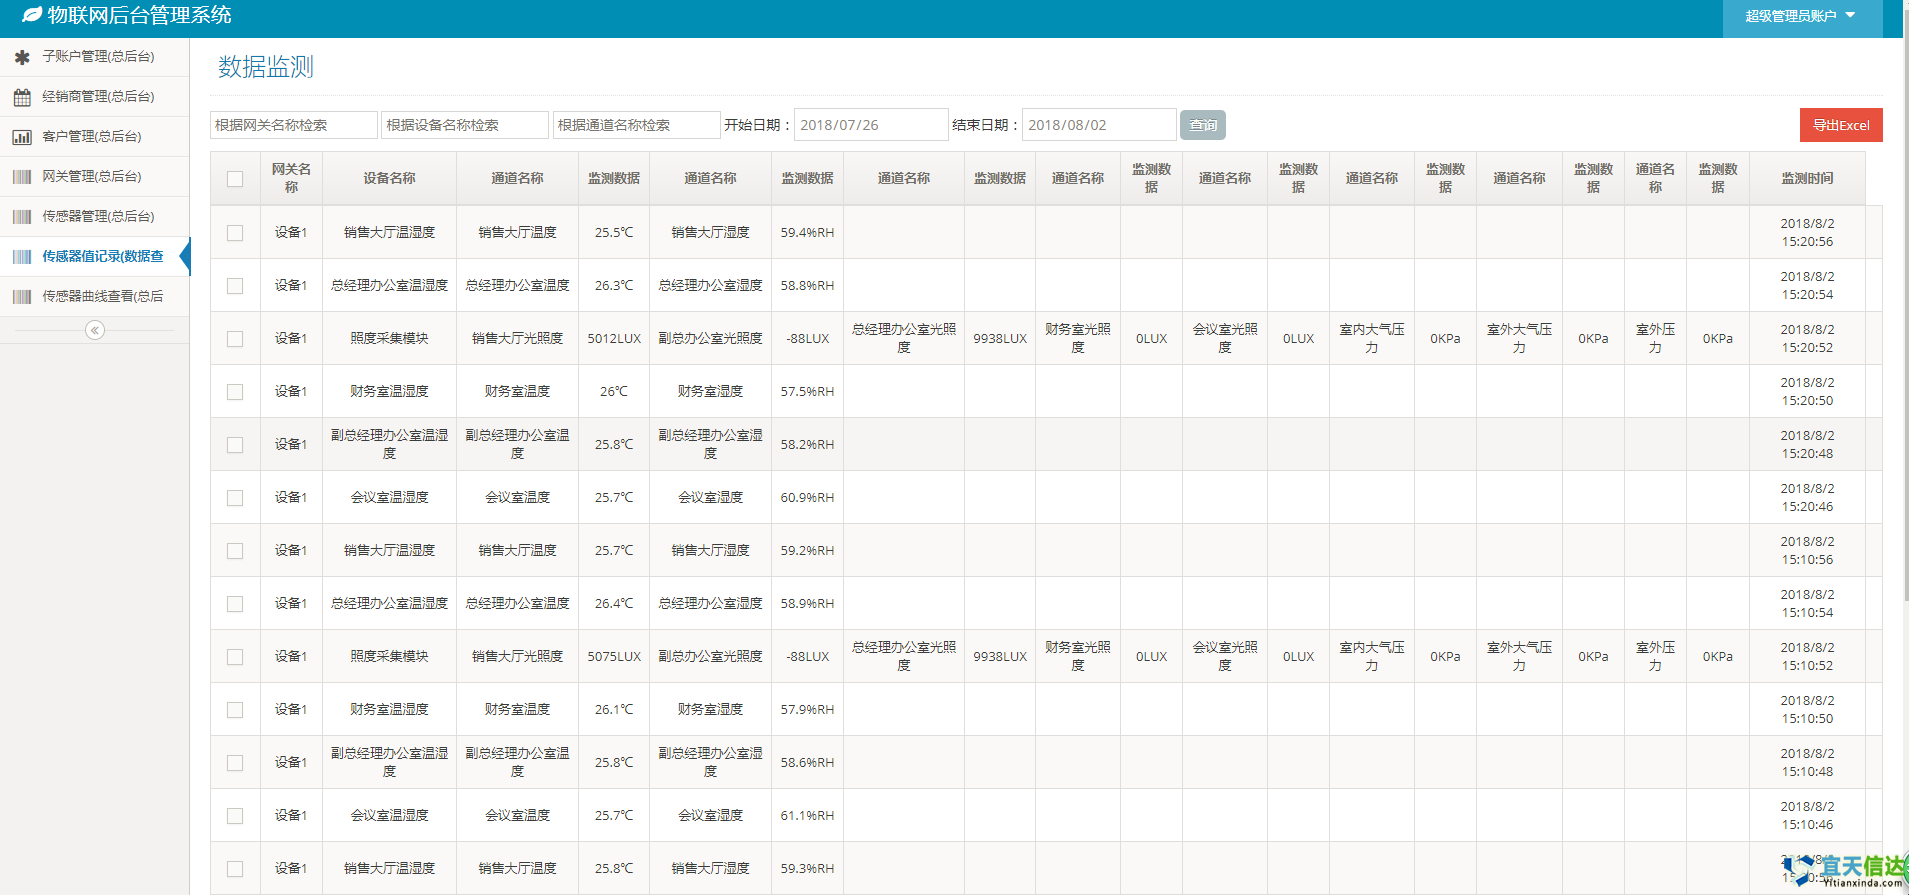 物联网后台管理系统
超级管理员账户
子账户管理(总后台)
经销商管理(总后台)
客户管理(总后台)
网关管理(总后台)
传感器管理(总后台)
传感器值记录(数据查
传感器曲线查看(总后
数据监测
根据网关名称检索 根据设备名称检索 根据通道名称检索 开始日期： 2018/07/26 结束日期： 2018/08/02 查询 导出Excel
网关名称 设备名称 通道名称 监测数据 通道名称 监测数据 通道名称 监测数据 通道名称 监测数据 通道名称 监测数据 通道名称 监测数据 通道名称 监测数据 通道名称 监测数据 监测时间
设备1 销售大厅温湿度 销售大厅温度 25.5℃ 销售大厅湿度 59.4%RH 2018/8/2 15:20:56
设备1 总经理办公室温湿度 总经理办公室温度 26.3℃ 总经理办公室湿度 58.8%RH 2018/8/2 15:20:54
设备1 照度采集模块 销售大厅光照度 5012LUX 副总办公室光照度 -88LUX 总经理办公室光照度 9938LUX 财务室光照度 0LUX 会议室光照度 0LUX 室内大气压力 0KPa 室外大气压力 0KPa 室外压力 0KPa 2018/8/2 15:20:52
设备1 财务室温湿度 财务室温度 26℃ 财务室湿度 57.5%RH 2018/8/2 15:20:50
设备1 副总经理办公室温湿度 副总经理办公室温度 25.8℃ 副总经理办公室湿度 58.2%RH 2018/8/2 15:20:48
设备1 会议室温湿度 会议室温度 25.7℃ 会议室湿度 60.9%RH 2018/8/2 15:20:46
设备1 销售大厅温湿度 销售大厅温度 25.7℃ 销售大厅湿度 59.2%RH 2018/8/2 15:10:56
设备1 总经理办公室温湿度 总经理办公室温度 26.4℃ 总经理办公室湿度 58.9%RH 2018/8/2 15:10:54
设备1 照度采集模块 销售大厅光照度 5075LUX 副总办公室光照度 -88LUX 总经理办公室光照度 9938LUX 财务室光照度 0LUX 会议室光照度 0LUX 室内大气压力 0KPa 室外大气压力 0KPa 室外压力 0KPa 2018/8/2 15:10:52
设备1 财务室温湿度 财务室温度 26.1℃ 财务室湿度 57.9%RH 2018/8/2 15:10:50
设备1 副总经理办公室温湿度 副总经理办公室温度 25.8℃ 副总经理办公室湿度 58.6%RH 2018/8/2 15:10:48
设备1 会议室温湿度 会议室温度 25.7℃ 会议室湿度 61.1%RH 2018/8/2 15:10:46
设备1 销售大厅温湿度 销售大厅温度 25.8℃ 销售大厅湿度 59.3%RH
宜天信达
Yitianxinda.com